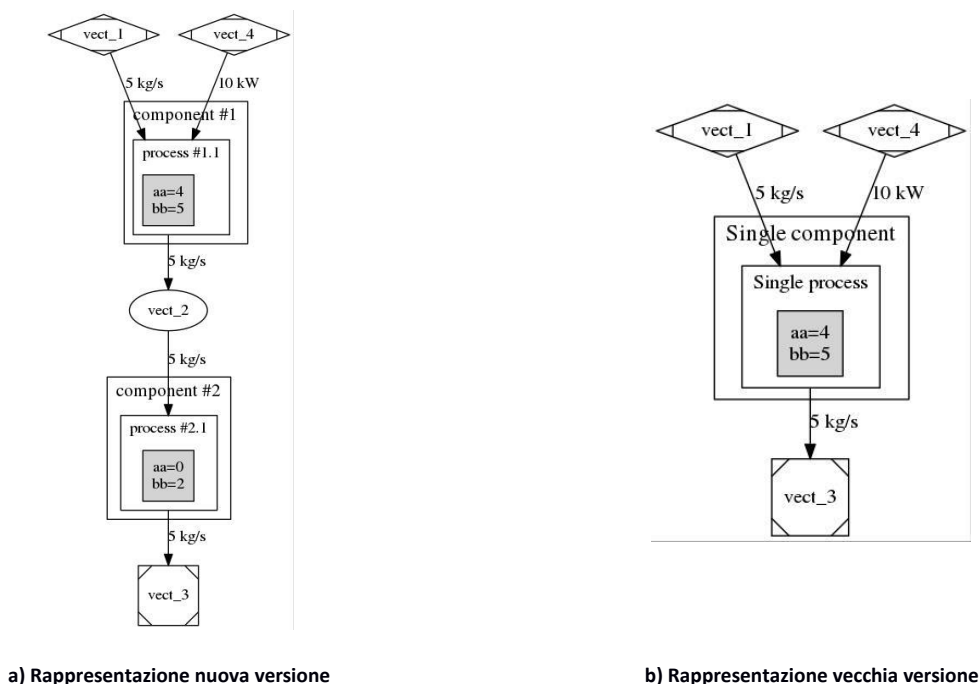 vect_1
vect_4
5 kg/s
10 kW
component #1
process #1.1
aa=4
bb=5
5 kg/s
vect_2
5 kg/s
component #2
process #2.1
aa=0
bb=2
5 kg/s
vect_3
a) Rappresentazione nuova versione
vect_1
vect_4
5 kg/s
10 kW
Single component
Single process
aa=4
bb=5
5 kg/s
vect_3
b) Rappresentazione vecchia versione